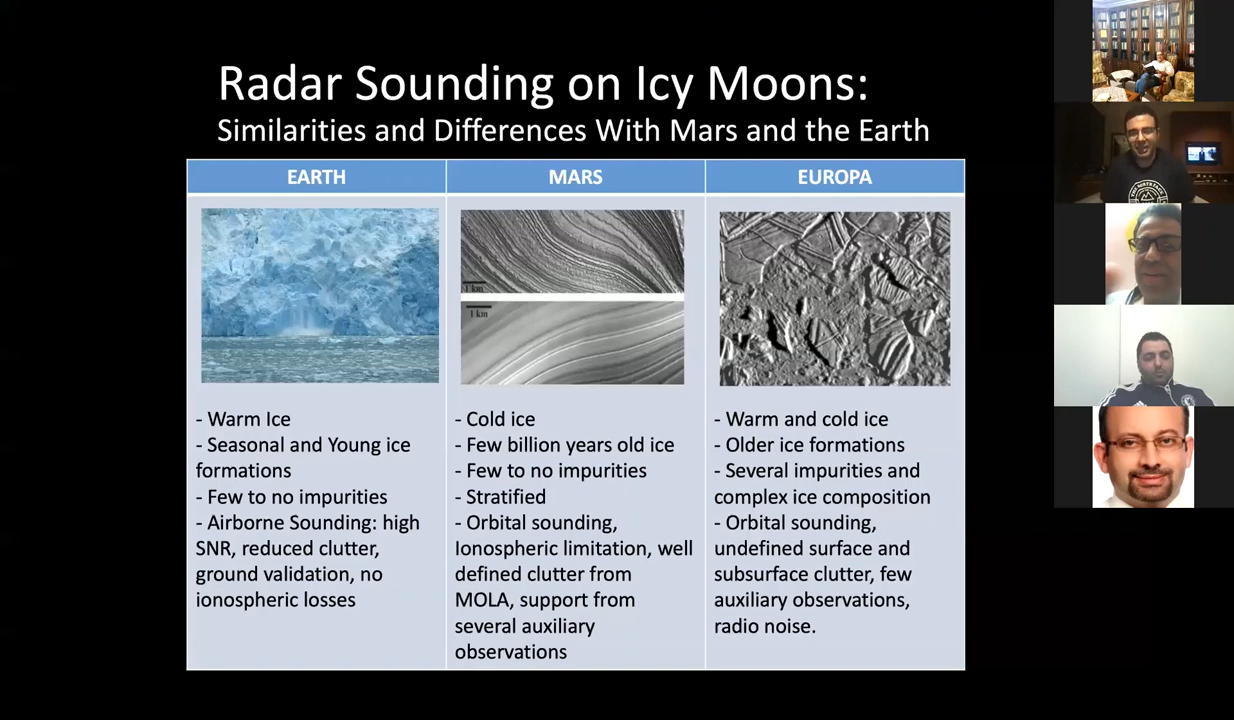 Radar Sounding on Icy Moons:
Similarities and Differences With Mars and the Earth
EARTH
MARS
EUROPA
1 km
1 km
- Warm Ice
- Seasonal and Young ice
formations
- Few to no impurities
- Airborne Sounding: high
SNR, reduced clutter,
ground validation, no
ionospheric losses
- Cold ice
- Few billion years old ice
- Few to no impurities
- Stratified
- Orbital sounding,
Ionospheric limitation, well
defined clutter from
MOLA, support from
several auxiliary
observations
- Warm and cold ice
- Older ice formations
- Several impurities and
complex ice composition
- Orbital sounding,
undefined surface and
subsurface clutter, few
auxiliary observations,
radio noise.